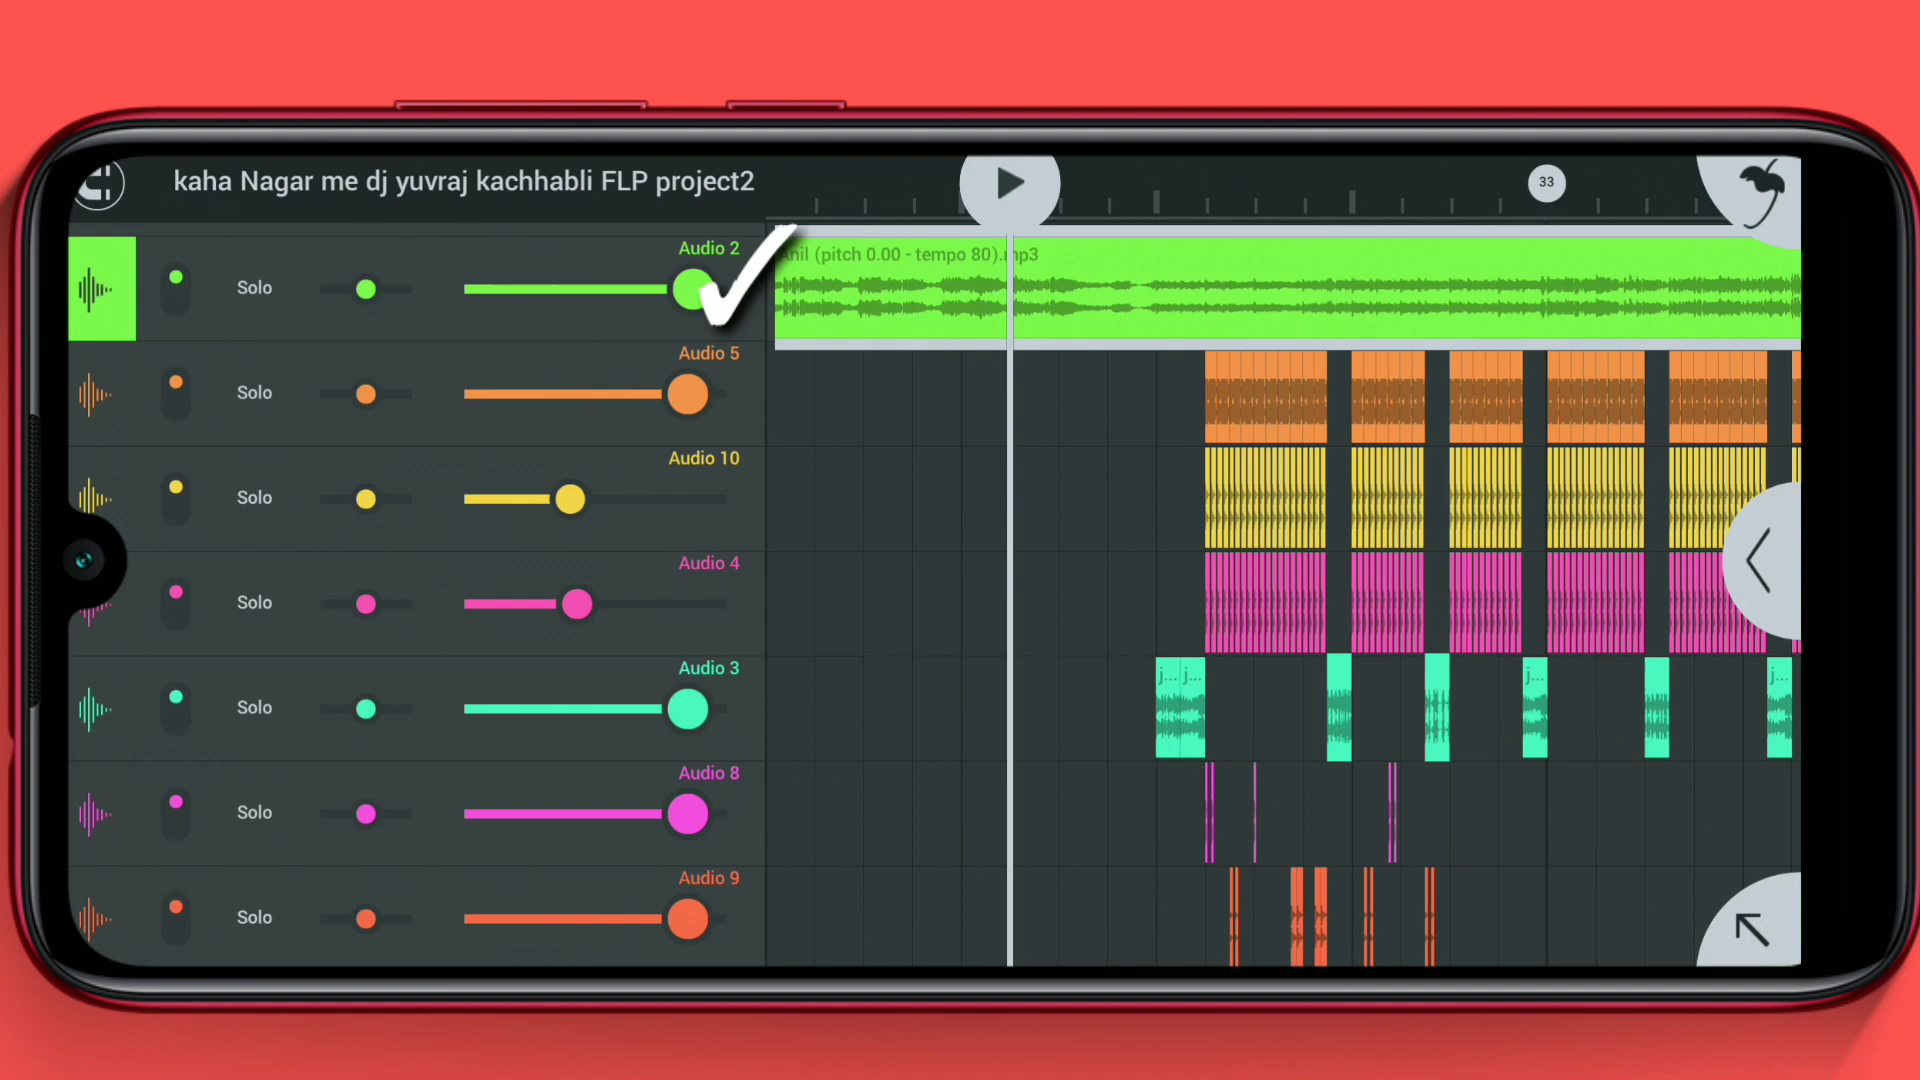 kaha Nagar me dj yuvraj kachhabli FLP project2
33
Audio 2
Solo
(pitch 0.00 - tempo 80).mp3
Audio 5
Solo
Audio 10
Solo
Audio 4
Solo
Audio 3
Solo
j... j... j... j...
Audio 8
Solo
Audio 9
Solo